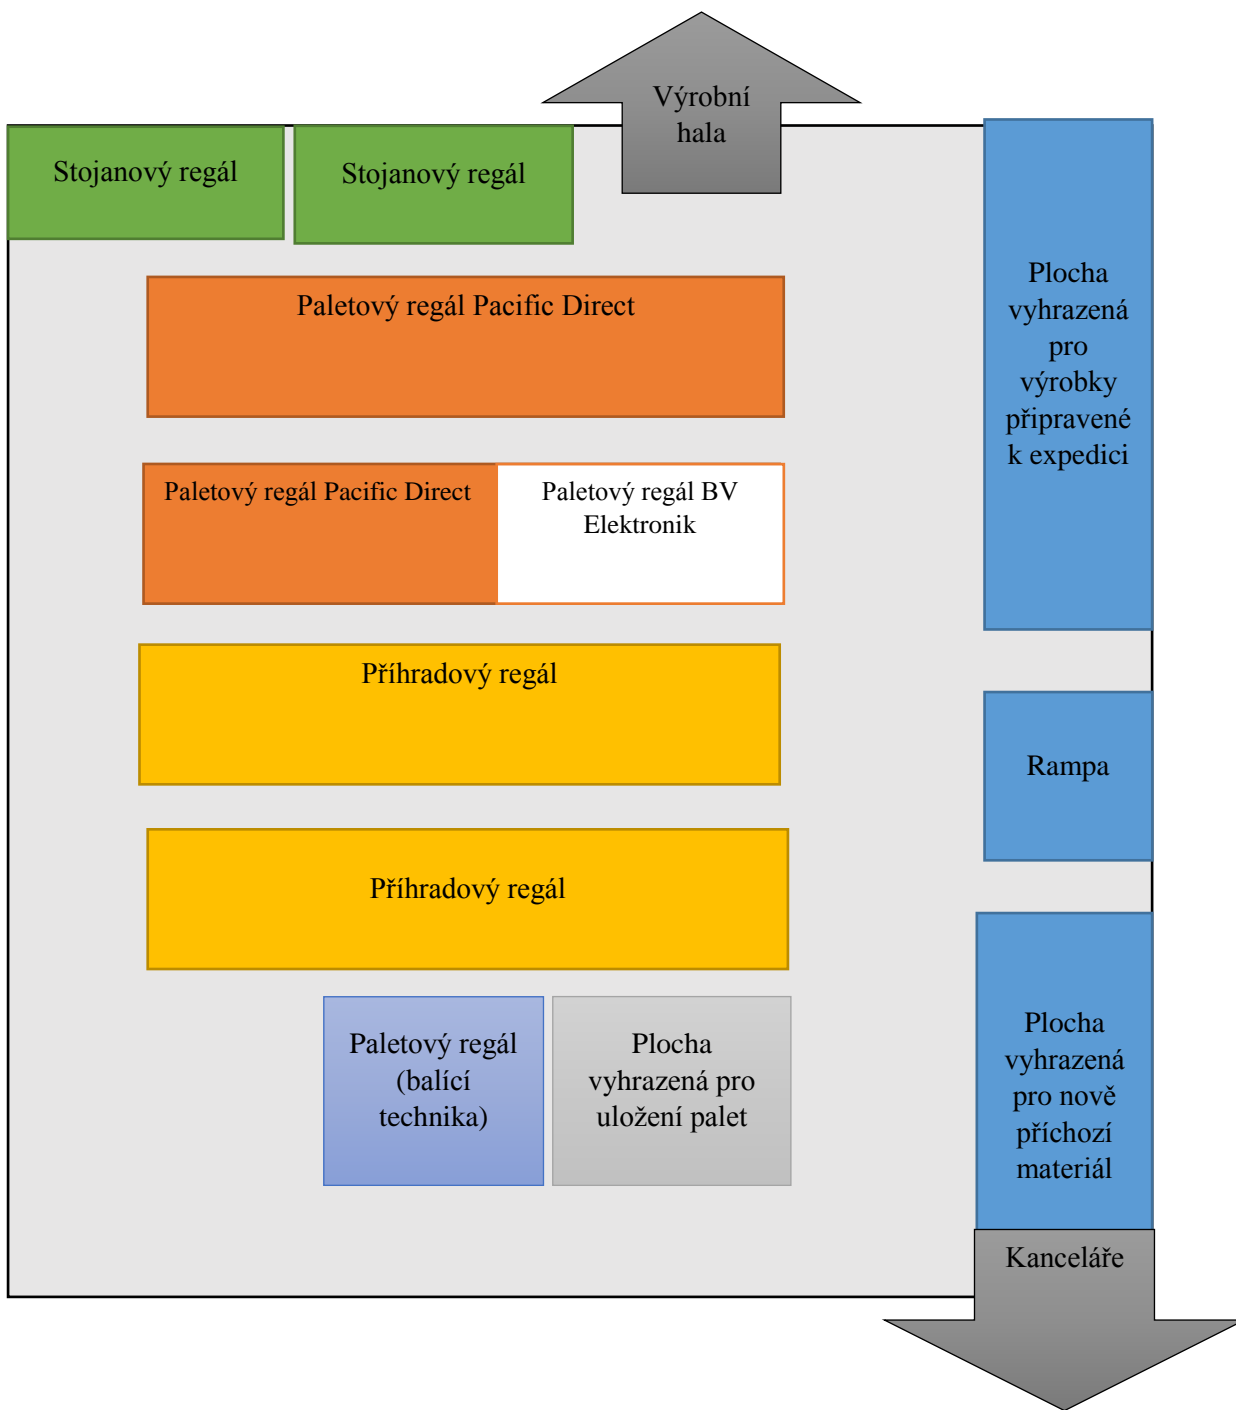 Výrobní
hala
Stojanový regál
Stojanový regál
Paletový regál Pacific Direct
Plocha
vyhrazená
pro
výrobky
připravené
k expedici
Paletový regál Pacific Direct
Paletový regál BV
Elektronik
Příhradový regál
Rampa
Příhradový regál
Paletový regál
(balící
technika)
Plocha
vyhrazená pro
uložení palet
Plocha
vyhrazená
pro nově
příchozí
materiál
Kanceláře